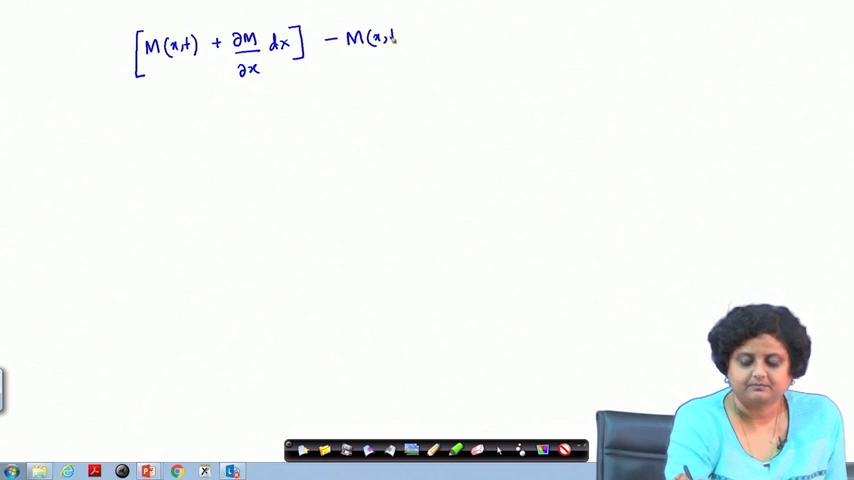 [M(x,t) + ∂M/∂x dx] - M(x,t